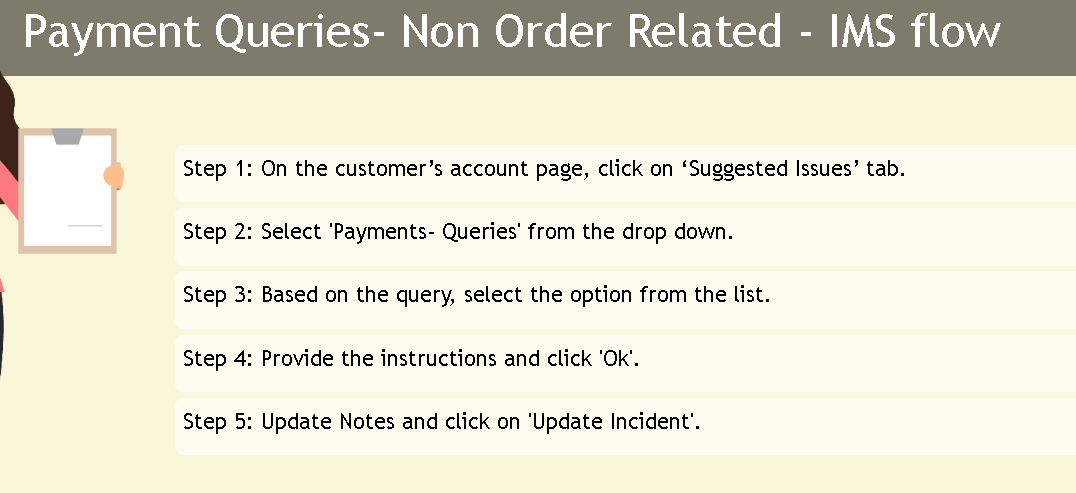 Payment Queries- Non Order Related - IMS flow
Step 1: On the customer’s account page, click on ‘Suggested Issues’ tab.
Step 2: Select 'Payments- Queries' from the drop down.
Step 3: Based on the query, select the option from the list.
Step 4: Provide the instructions and click 'Ok'.
Step 5: Update Notes and click on 'Update Incident'.